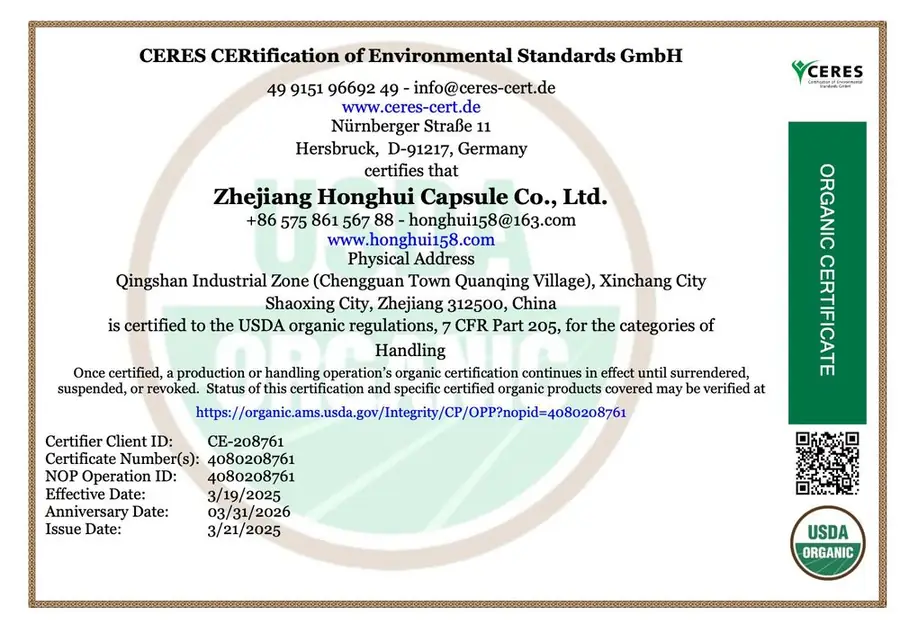 CERES CERtification of Environmental Standards GmbH
49 9151 96692 49 - info@ceres-cert.de
www.ceres-cert.de
Nürnberger Straße 11
Hersbruck, D-91217, Germany
certifies that
Zhejiang Honghui Capsule Co., Ltd.
+86 575 861 567 88 - honghui158@163.com
www.honghui158.com
Physical Address
Qingshan Industrial Zone (Chengguan Town Quanqing Village), Xinchang City
Shaoxing City, Zhejiang 312500, China
is certified to the USDA organic regulations, 7 CFR Part 205, for the categories of
Handling
Once certified, a production or handling operation's organic certification continues in effect until surrendered,
suspended, or revoked. Status of this certification and specific certified organic products covered may be verified at
https://organic.ams.usda.gov/Integrity/CP/OPP?nopid=4080208761
Certifier Client ID: CE-208761
Certificate Number(s): 4080208761
NOP Operation ID: 4080208761
Effective Date: 3/19/2025
Anniversary Date: 03/31/2026
Issue Date: 3/21/2025
USDA
ORGANIC
CERES
Certification of Environmental
Standards GmbH
ORGANIC CERTIFICATE
USDA
ORGANIC